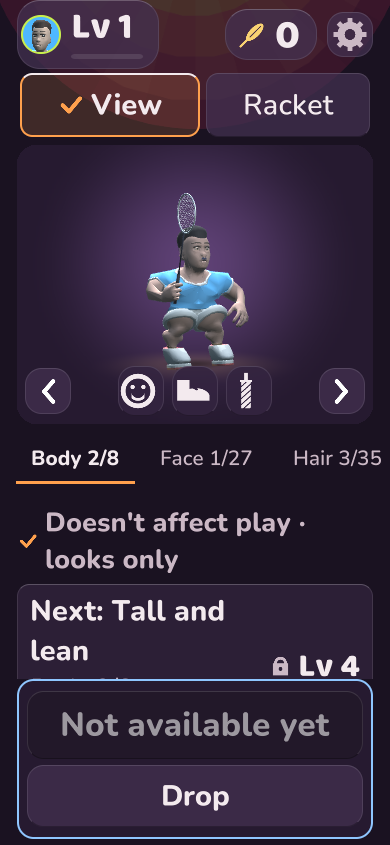 Lv 1
0
View
Racket
Body 2/8
Face 1/27
Hair 3/35
Doesn't affect play ·
looks only
Next: Tall and
lean
Lv 4
Not available yet
Drop